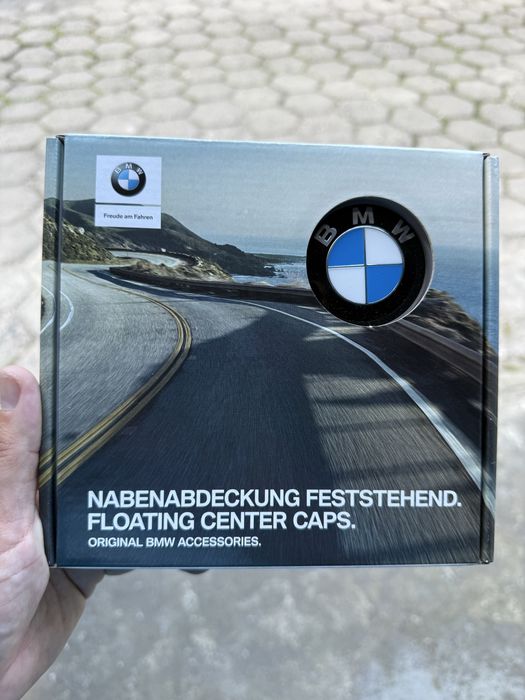 BMW
Freude am Fahren
BMW
NABENABDECKUNG FESTSTEHEND.
FLOATING CENTER CAPS.
ORIGINAL BMW ACCESSORIES.